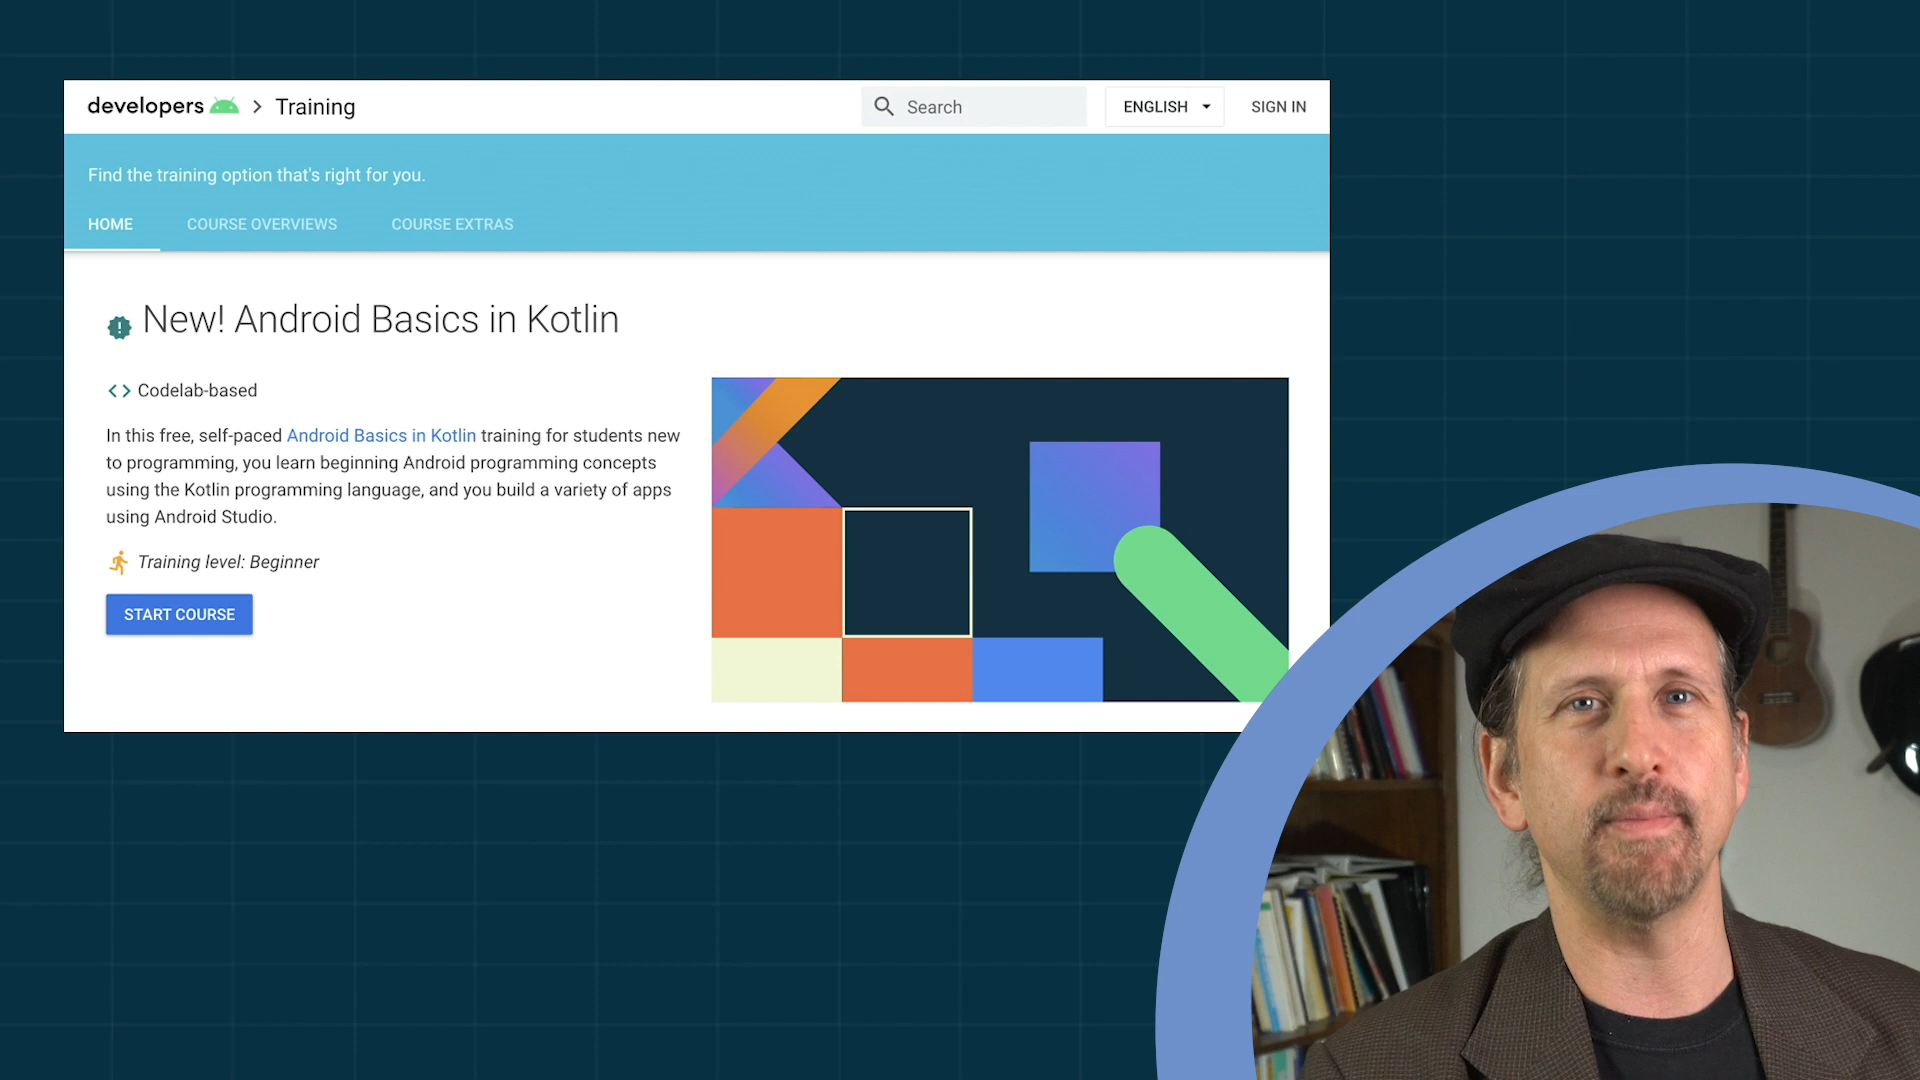 developers > Training
Search
ENGLISH
SIGN IN
Find the training option that's right for you.
HOME
COURSE OVERVIEWS
COURSE EXTRAS
New! Android Basics in Kotlin
<> Codelab-based
In this free, self-paced Android Basics in Kotlin training for students new
to programming, you learn beginning Android programming concepts
using the Kotlin programming language, and you build a variety of apps
using Android Studio.
Training level: Beginner
START COURSE